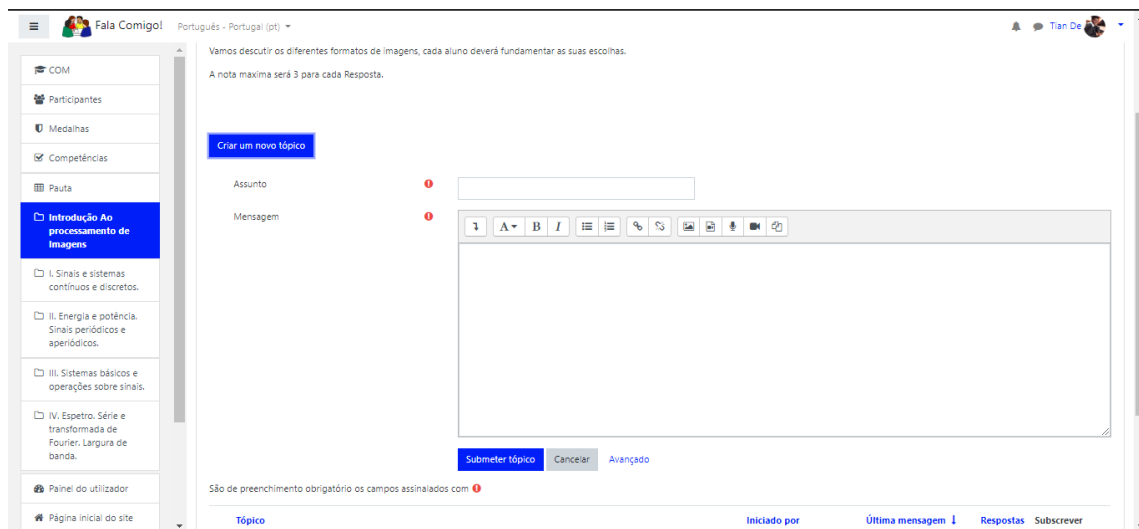 Fala Comigo!
Português - Portugal (pt)
Tian De
COM
Participantes
Medalhas
Competências
Pauta
Introdução Ao
processamento de
Imagens
I. Sinais e sistemas
contínuos e discretos.
II. Energia e potência.
Sinais periódicos e
aperiódicos.
III. Sistemas básicos e
operações sobre sinais.
IV. Espetro. Série e
transformada de
Fourier. Largura de
banda.
Painel do utilizador
Página inicial do site
Vamos descutir os diferentes formatos de imagens, cada aluno deverá fundamentar as suas escolhas.
A nota maxima será 3 para cada Resposta.
Criar um novo tópico
Assunto
Mensagem
A B I
Submeter tópico Cancelar Avançado
São de preenchimento obrigatório os campos assinalados com
Tópico Iniciado por Última mensagem Respostas Subscrever